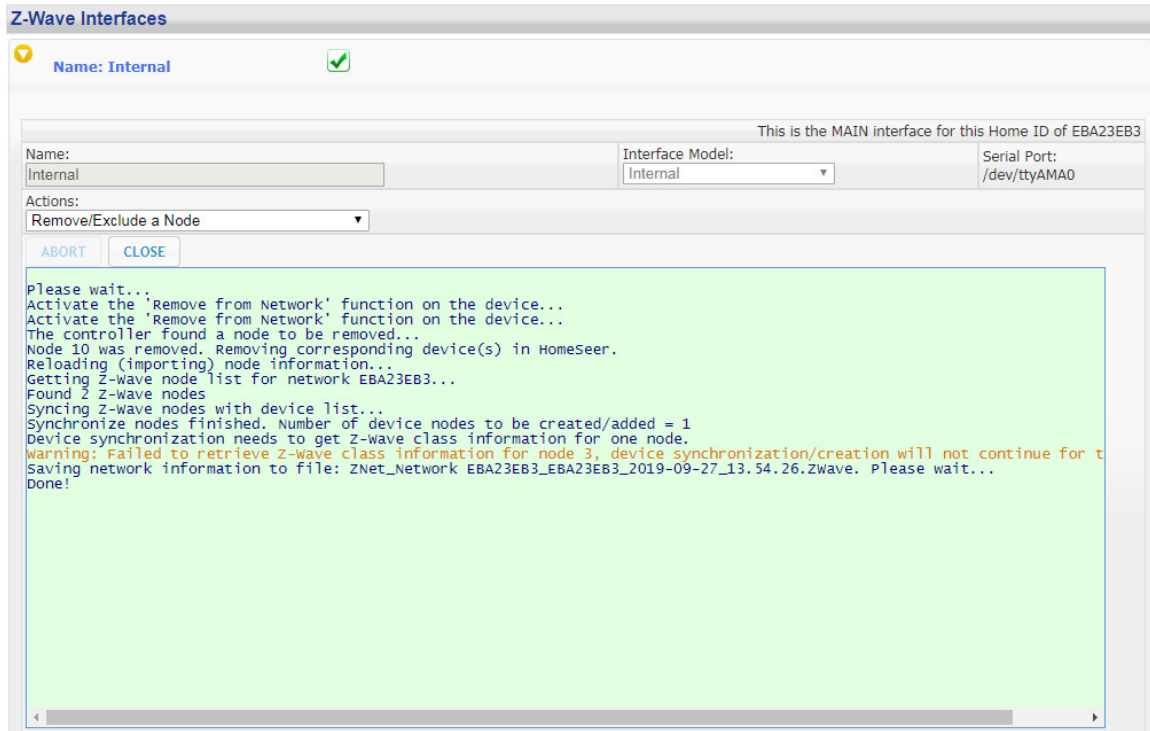 Z-Wave Interfaces
Name: Internal
This is the MAIN interface for this Home ID of EBA23EB3
Name:
Internal
Interface Model:
Internal
Serial Port:
/dev/ttyAMA0
Actions:
Remove/Exclude a Node
ABORT CLOSE
Please wait...
Activate the 'Remove from Network' function on the device...
Activate the 'Remove from Network' function on the device...
The controller found a node to be removed...
Node 10 was removed. Removing corresponding device(s) in HomeSeer.
Reloading (importing) node information...
Getting Z-Wave node list for network EBA23EB3...
Found 2 Z-Wave nodes
Syncing Z-Wave nodes with device list...
Synchronize nodes finished. Number of device nodes to be created/added = 1
Device synchronization needs to get Z-Wave class information for one node.
Warning: Failed to retrieve Z-Wave class information for node 3, device synchronization/creation will not continue for t
Saving network information to file: ZNet_Network EBA23EB3_EBA23EB3_2019-09-27_13.54.26.ZWave. Please wait...
Done!